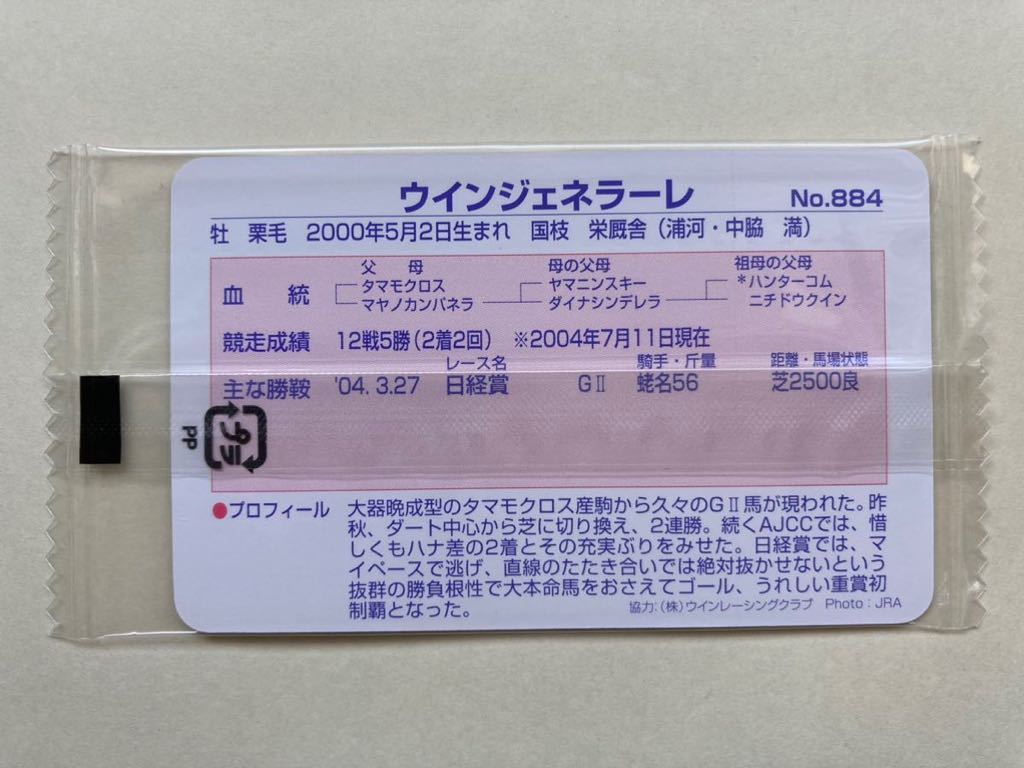 ウインジェネラーレ No.884
牡 栗毛 2000年5月2日生まれ 国枝 栄厩舎（浦河・中脇 満）
父 母 母の父母 祖母の父母
タマモクロス ヤマニンスキー *ハンターコム
血 統
マヤノカンパネラ ダイナシンデレラ ニチドウクイン
競走成績 12戦5勝（2着2回） ※2004年7月11日現在
レース名 騎手・斤量 距離・馬場状態
主な勝鞍 '04. 3.27 日経賞 GⅡ 蛯名56 芝2500良
プラ
PP
●プロフィール 大器晩成型のタマモクロス産駒から久々のGⅡ馬が現われた。昨
秋、ダート中心から芝に切り換え、2連勝。続くAJCCでは、惜
しくもハナ差の2着とその充実ぶりをみせた。日経賞では、マ
イペースで逃げ、直線のたたき合いでは絶対抜かせないという
抜群の勝負根性で大本命馬をおさえてゴール、うれしい重賞初
制覇となった。
協力:（株）ウインレーシングクラブ Photo : JRA